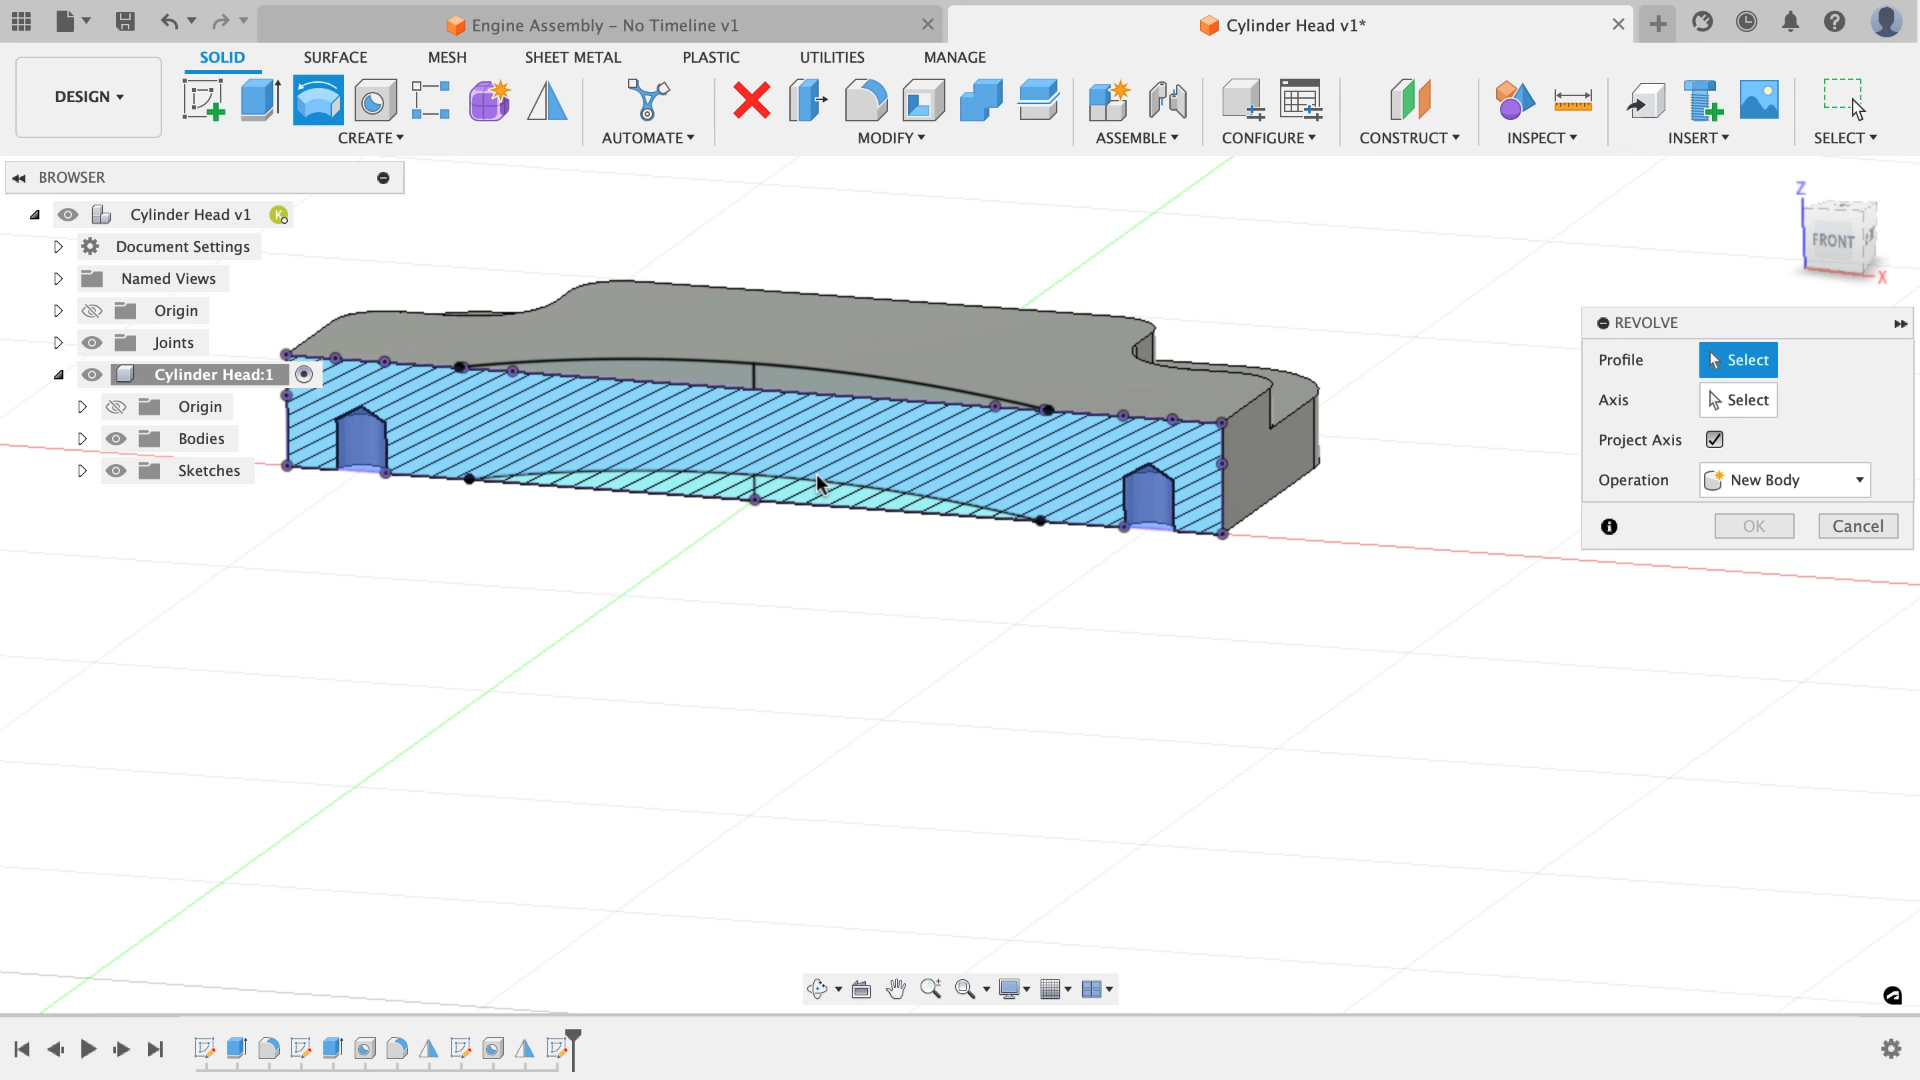 Engine Assembly – No Timeline v1
Cylinder Head v1*
DESIGN
SOLID
SURFACE
MESH
SHEET METAL
PLASTIC
UTILITIES
MANAGE
CREATE
AUTOMATE
MODIFY
ASSEMBLE
CONFIGURE
CONSTRUCT
INSPECT
INSERT
SELECT
BROWSER
Cylinder Head v1
K
Document Settings
Named Views
Origin
Joints
Cylinder Head:1
Origin
Bodies
Sketches
Z
FRONT
X
REVOLVE
Profile
Select
Axis
Select
Project Axis
Operation
New Body
OK
Cancel